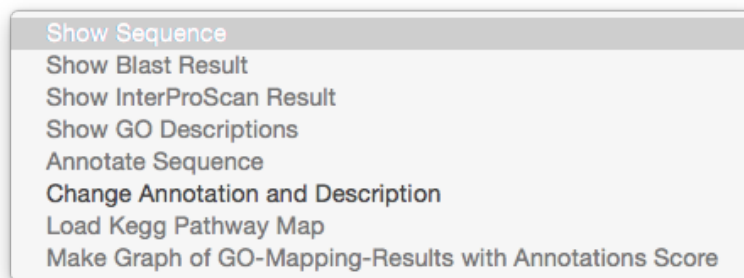 Show Sequence
Show Blast Result
Show InterProScan Result
Show GO Descriptions
Annotate Sequence
Change Annotation and Description
Load Kegg Pathway Map
Make Graph of GO-Mapping-Results with Annotations Score